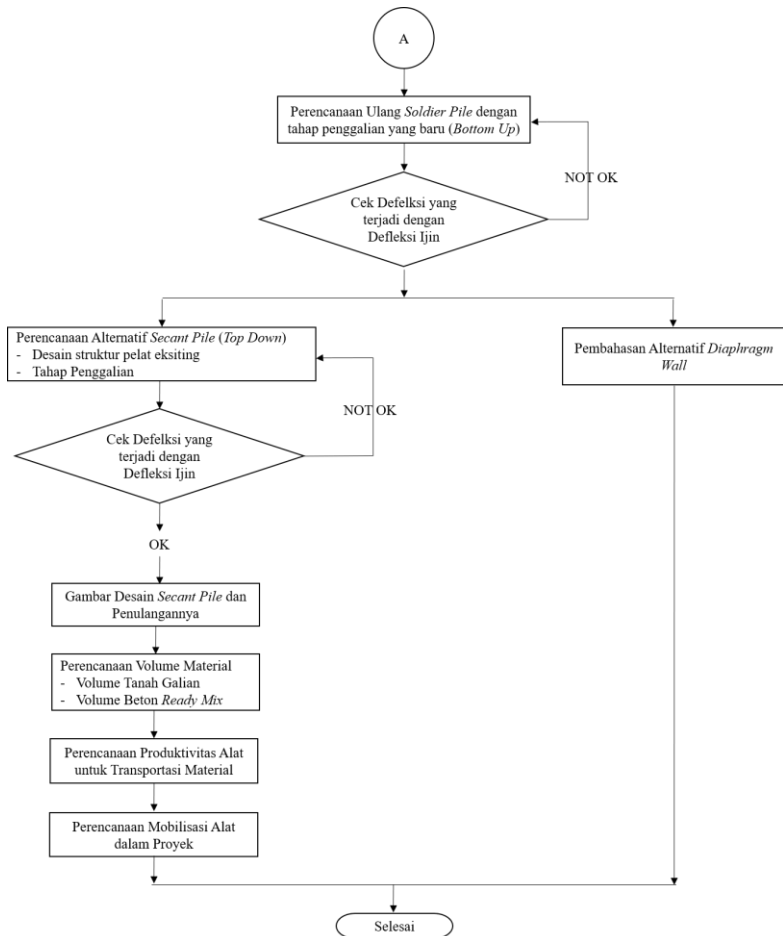 A
Perencanaan Ulang Soldier Pile dengan
tahap penggalian yang baru (Bottom Up)
NOT OK
Cek Defelksi yang
terjadi dengan
Defleksi Ijin
Perencanaan Alternatif Secant Pile (Top Down)
- Desain struktur pelat eksiting
- Tahap Penggalian
Pembahasan Alternatif Diaphragm
Wall
NOT OK
Cek Defelksi yang
terjadi dengan
Defleksi Ijin
OK
Gambar Desain Secant Pile dan
Penulangannya
Perencanaan Volume Material
- Volume Tanah Galian
- Volume Beton Ready Mix
Perencanaan Produktivitas Alat
untuk Transportasi Material
Perencanaan Mobilisasi Alat
dalam Proyek
Selesai